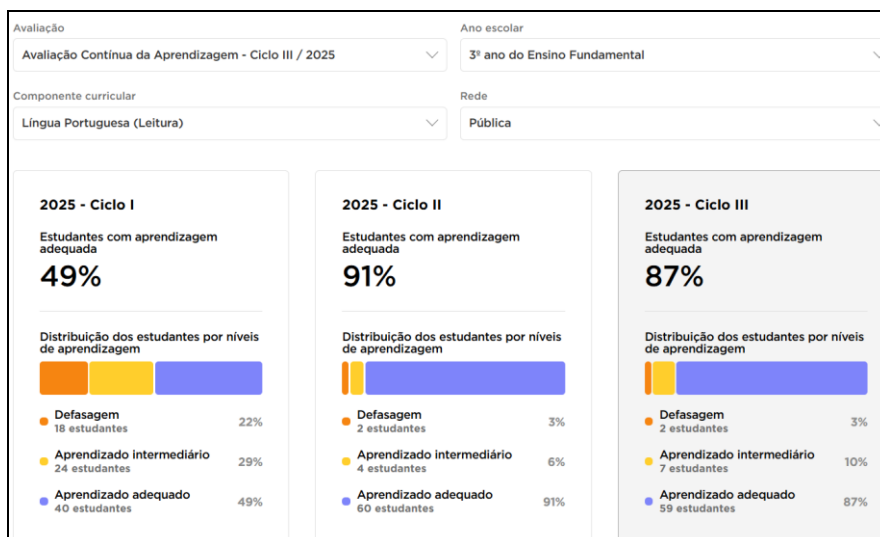 Avaliação
Avaliação Contínua da Aprendizagem - Ciclo III / 2025
Ano escolar
3º ano do Ensino Fundamental
Componente curricular
Língua Portuguesa (Leitura)
Rede
Pública
2025 - Ciclo I
Estudantes com aprendizagem
adequada
49%
Distribuição dos estudantes por níveis
de aprendizagem
Defasagem
18 estudantes
22%
Aprendizado intermediário
24 estudantes
29%
Aprendizado adequado
40 estudantes
49%
2025 - Ciclo II
Estudantes com aprendizagem
adequada
91%
Distribuição dos estudantes por níveis
de aprendizagem
Defasagem
2 estudantes
3%
Aprendizado intermediário
4 estudantes
6%
Aprendizado adequado
60 estudantes
91%
2025 - Ciclo III
Estudantes com aprendizagem
adequada
87%
Distribuição dos estudantes por níveis
de aprendizagem
Defasagem
2 estudantes
3%
Aprendizado intermediário
7 estudantes
10%
Aprendizado adequado
59 estudantes
87%